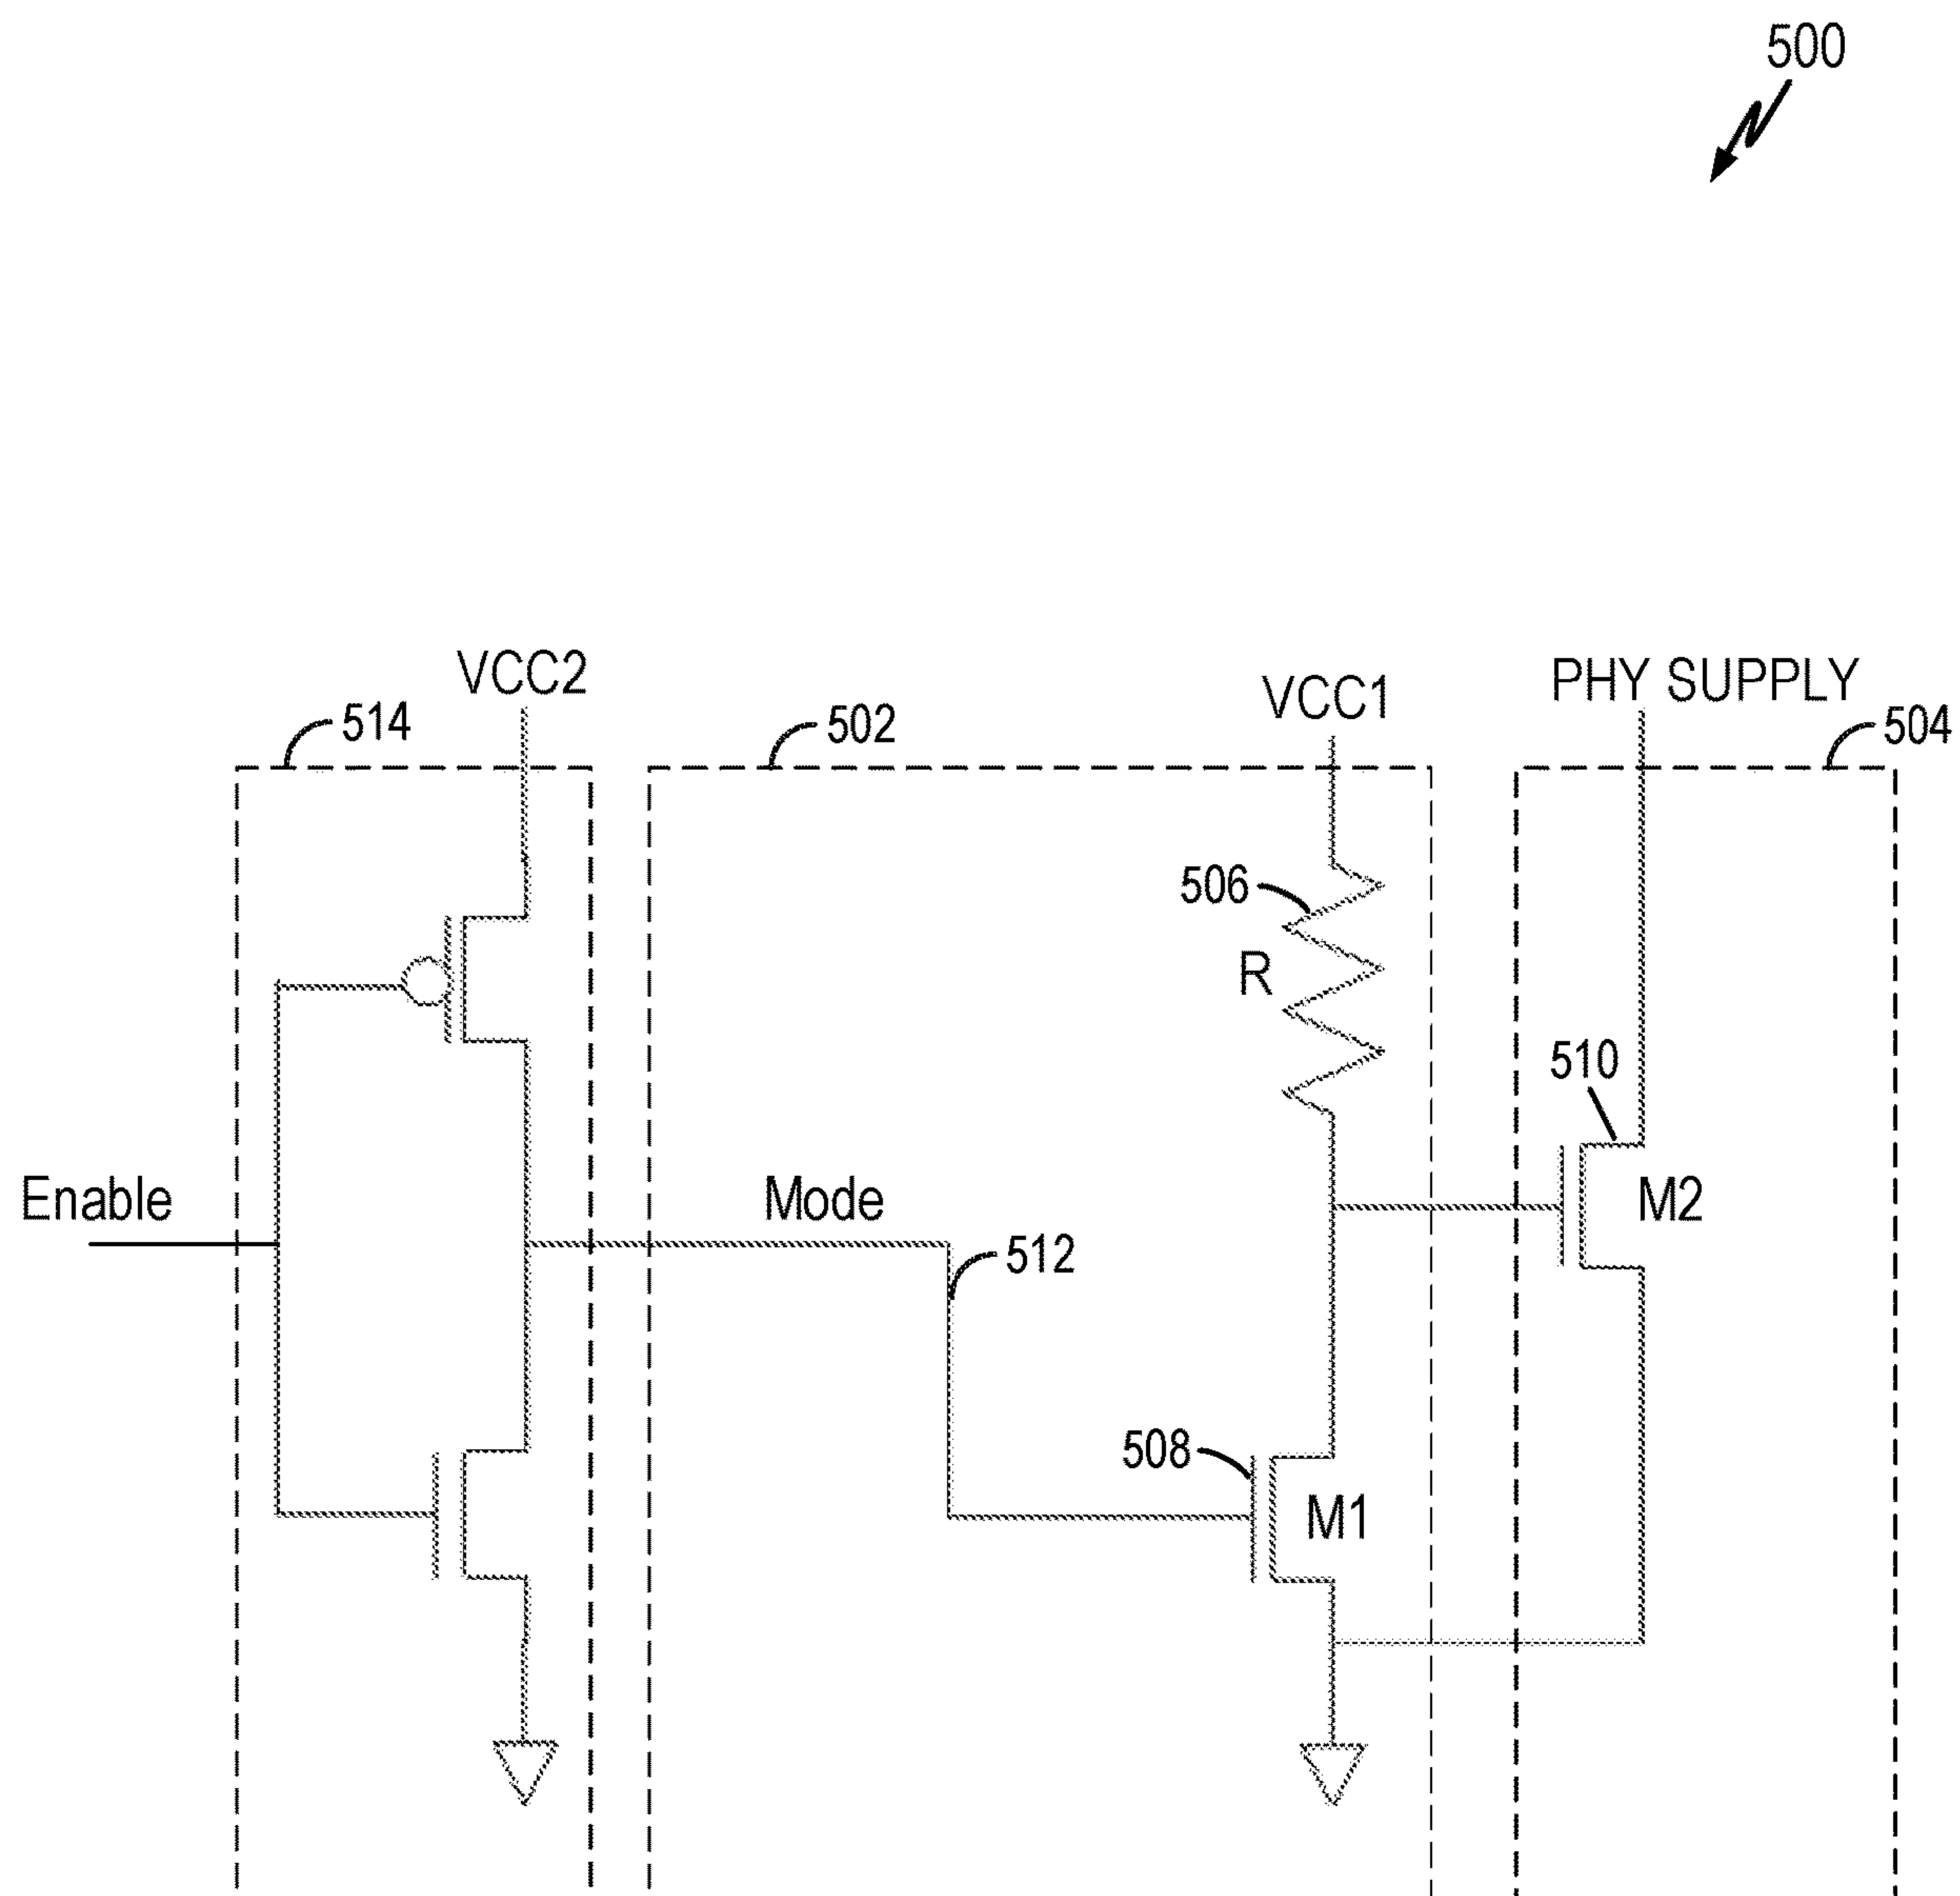 500
VCC2
VCC1
PHY SUPPLY
514
502
504
506
R
510
Enable
Mode
M2
512
508
M1